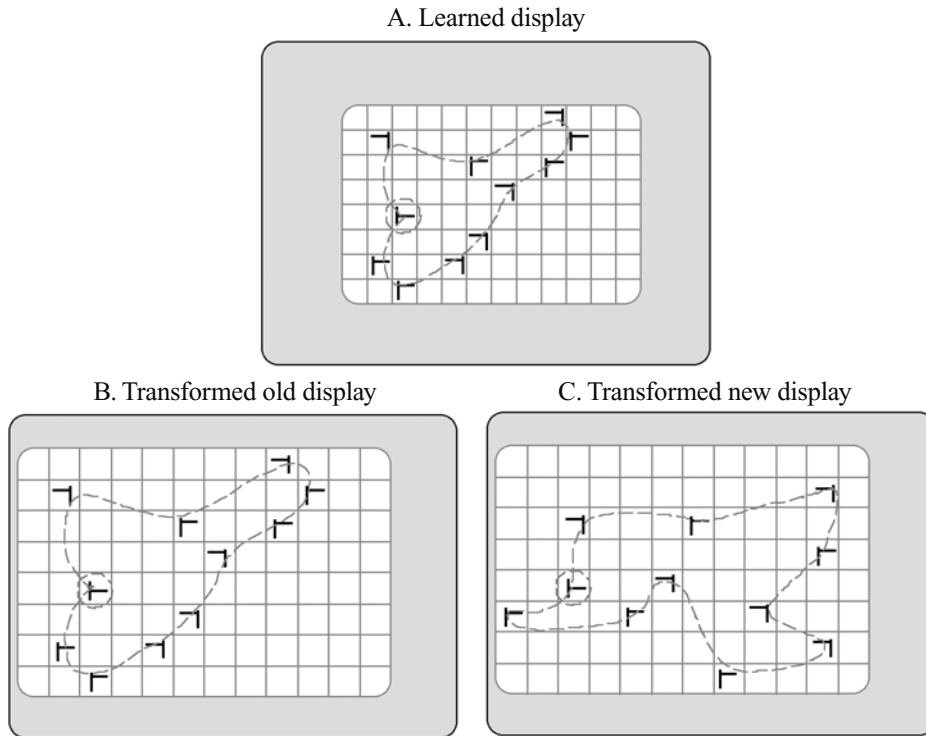 A. Learned display
B. Transformed old display
C. Transformed new display